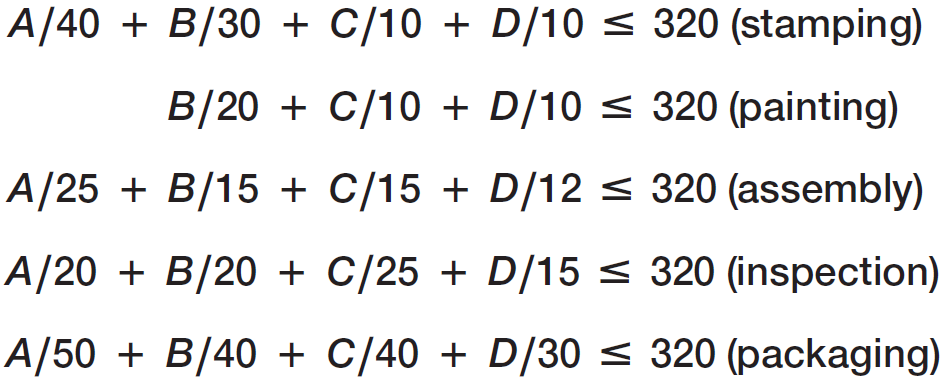 A/40 + B/30 + C/10 + D/10 ≤ 320 (stamping)
B/20 + C/10 + D/10 ≤ 320 (painting)
A/25 + B/15 + C/15 + D/12 ≤ 320 (assembly)
A/20 + B/20 + C/25 + D/15 ≤ 320 (inspection)
A/50 + B/40 + C/40 + D/30 ≤ 320 (packaging)